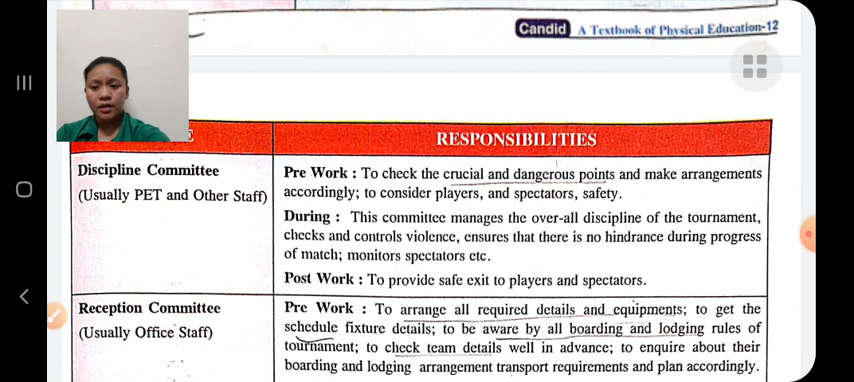 Candid A Textbook of Physical Education-12
E
RESPONSIBILITIES
Discipline Committee
(Usually PET and Other Staff)
Pre Work : To check the crucial and dangerous points and make arrangements
accordingly; to consider players, and spectators, safety.
During : This committee manages the over-all discipline of the tournament,
checks and controls violence, ensures that there is no hindrance during progress
of match; monitors spectators etc.
Post Work : To provide safe exit to players and spectators.
Reception Committee
(Usually Office Staff)
Pre Work : To arrange all required details and equipments; to get the
schedule fixture details; to be aware by all boarding and lodging rules of
tournament; to check team details well in advance; to enquire about their
boarding and lodging arrangement transport requirements and plan accordingly.